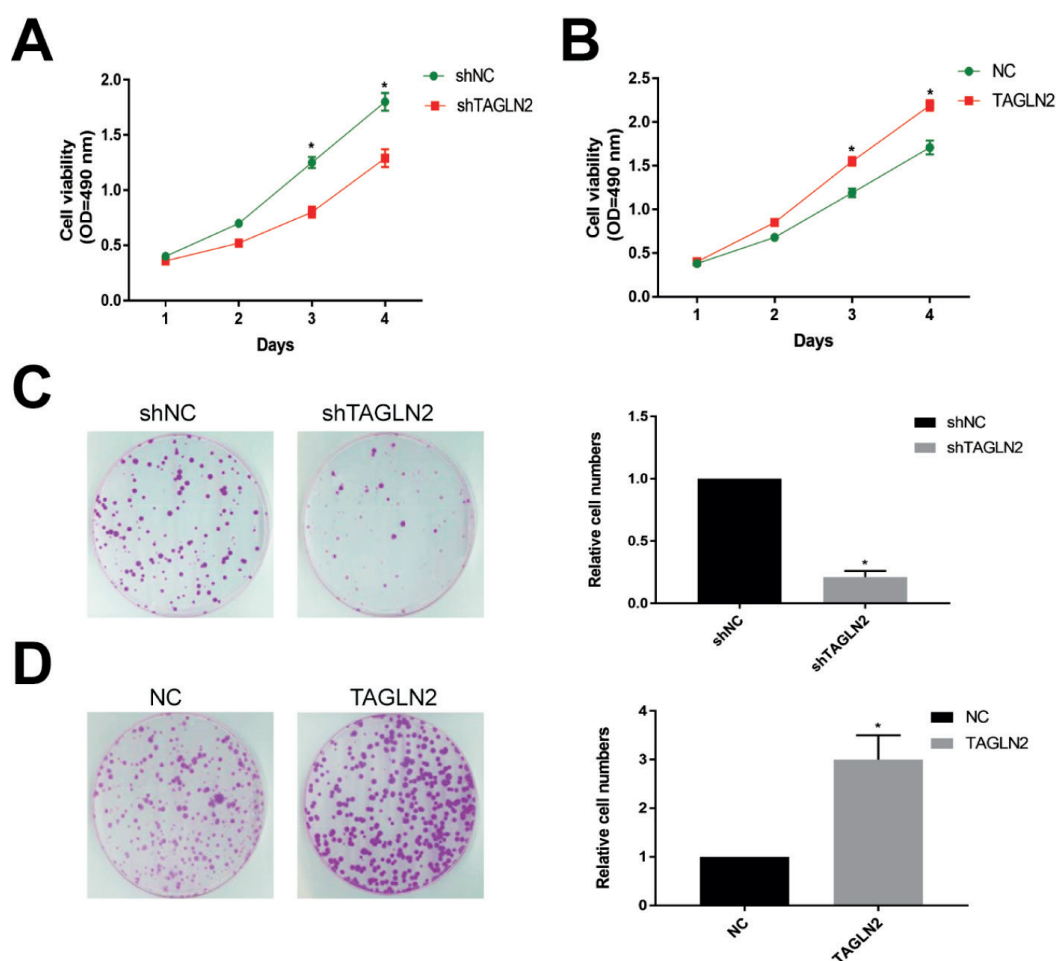 A
2.0
1.5
1.0
0.5
0.0
Cell viability
(OD=490 nm)
*
*
1 2 3 4
Days
shNC
shTAGLN2
B
2.5
2.0
1.5
1.0
0.5
0.0
Cell viability
(OD=490 nm)
*
*
1 2 3 4
Days
NC
TAGLN2
C
shNC shTAGLN2
1.5
1.0
0.5
0.0
Relative cell numbers
*
shNC
shTAGLN2
shNC
shTAGLN2
D
NC TAGLN2
4
3
2
1
0
Relative cell numbers
*
NC
TAGLN2
NC
TAGLN2